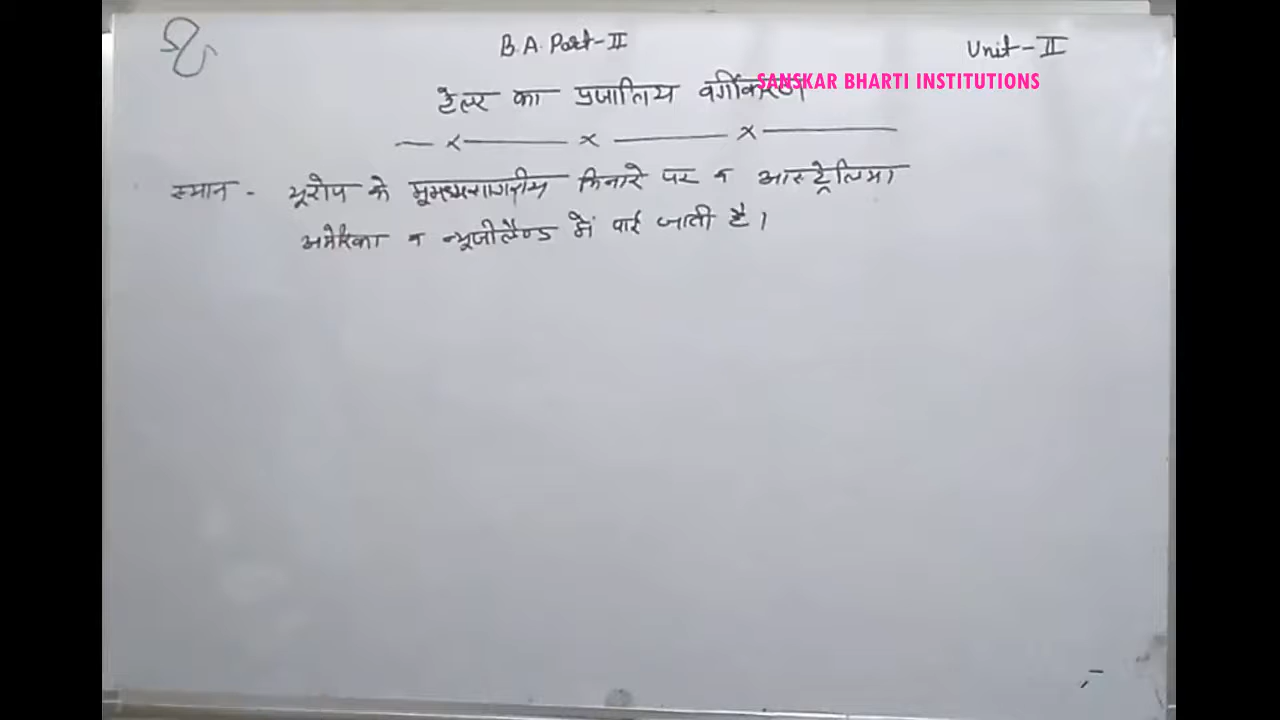 B.A. Part-II
Unit-II
SANSKAR BHARTI INSTITUTIONS
टेलर का प्रजातिय वर्गीकरण
स्थान - यूरोप के भूमध्यसागरीय किनारे पर व आस्ट्रेलिया
अमेरिका व न्यूजीलैण्ड में पाई जाती है।